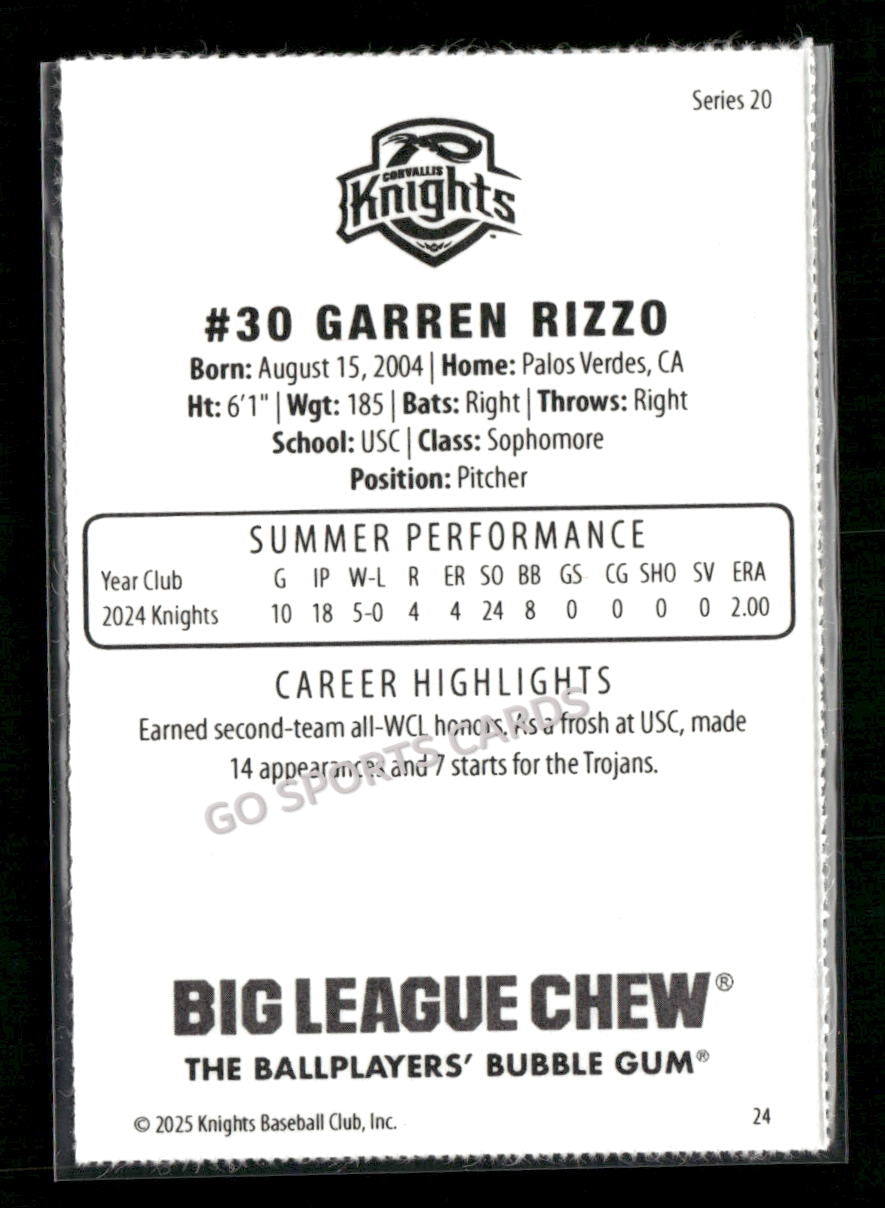 Series 20
CORVALLIS
Knights
#30 GARREN RIZZO
Born: August 15, 2004 | Home: Palos Verdes, CA
Ht: 6'1" | Wgt: 185 | Bats: Right | Throws: Right
School: USC | Class: Sophomore
Position: Pitcher
SUMMER PERFORMANCE
Year Club G IP W-L R ER SO BB GS CG SHO SV ERA
2024 Knights 10 18 5-0 4 4 24 8 0 0 0 0 2.00
CAREER HIGHLIGHTS
Earned second-team all-WCL honors. As a frosh at USC, made
14 appearances and 7 starts for the Trojans.
GO SPORTS CARDS
BIG LEAGUE CHEW®
THE BALLPLAYERS' BUBBLE GUM®
© 2025 Knights Baseball Club, Inc.
24